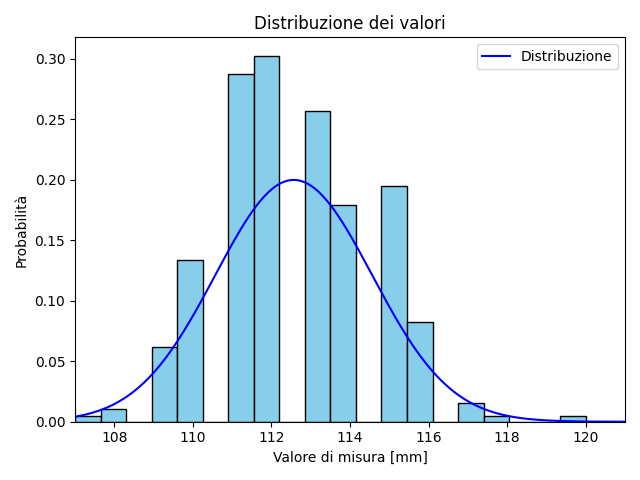 Distribuzione dei valori
Distribuzione
Probabilità
0.30
0.25
0.20
0.15
0.10
0.05
0.00
108 110 112 114 116 118 120
Valore di misura [mm]